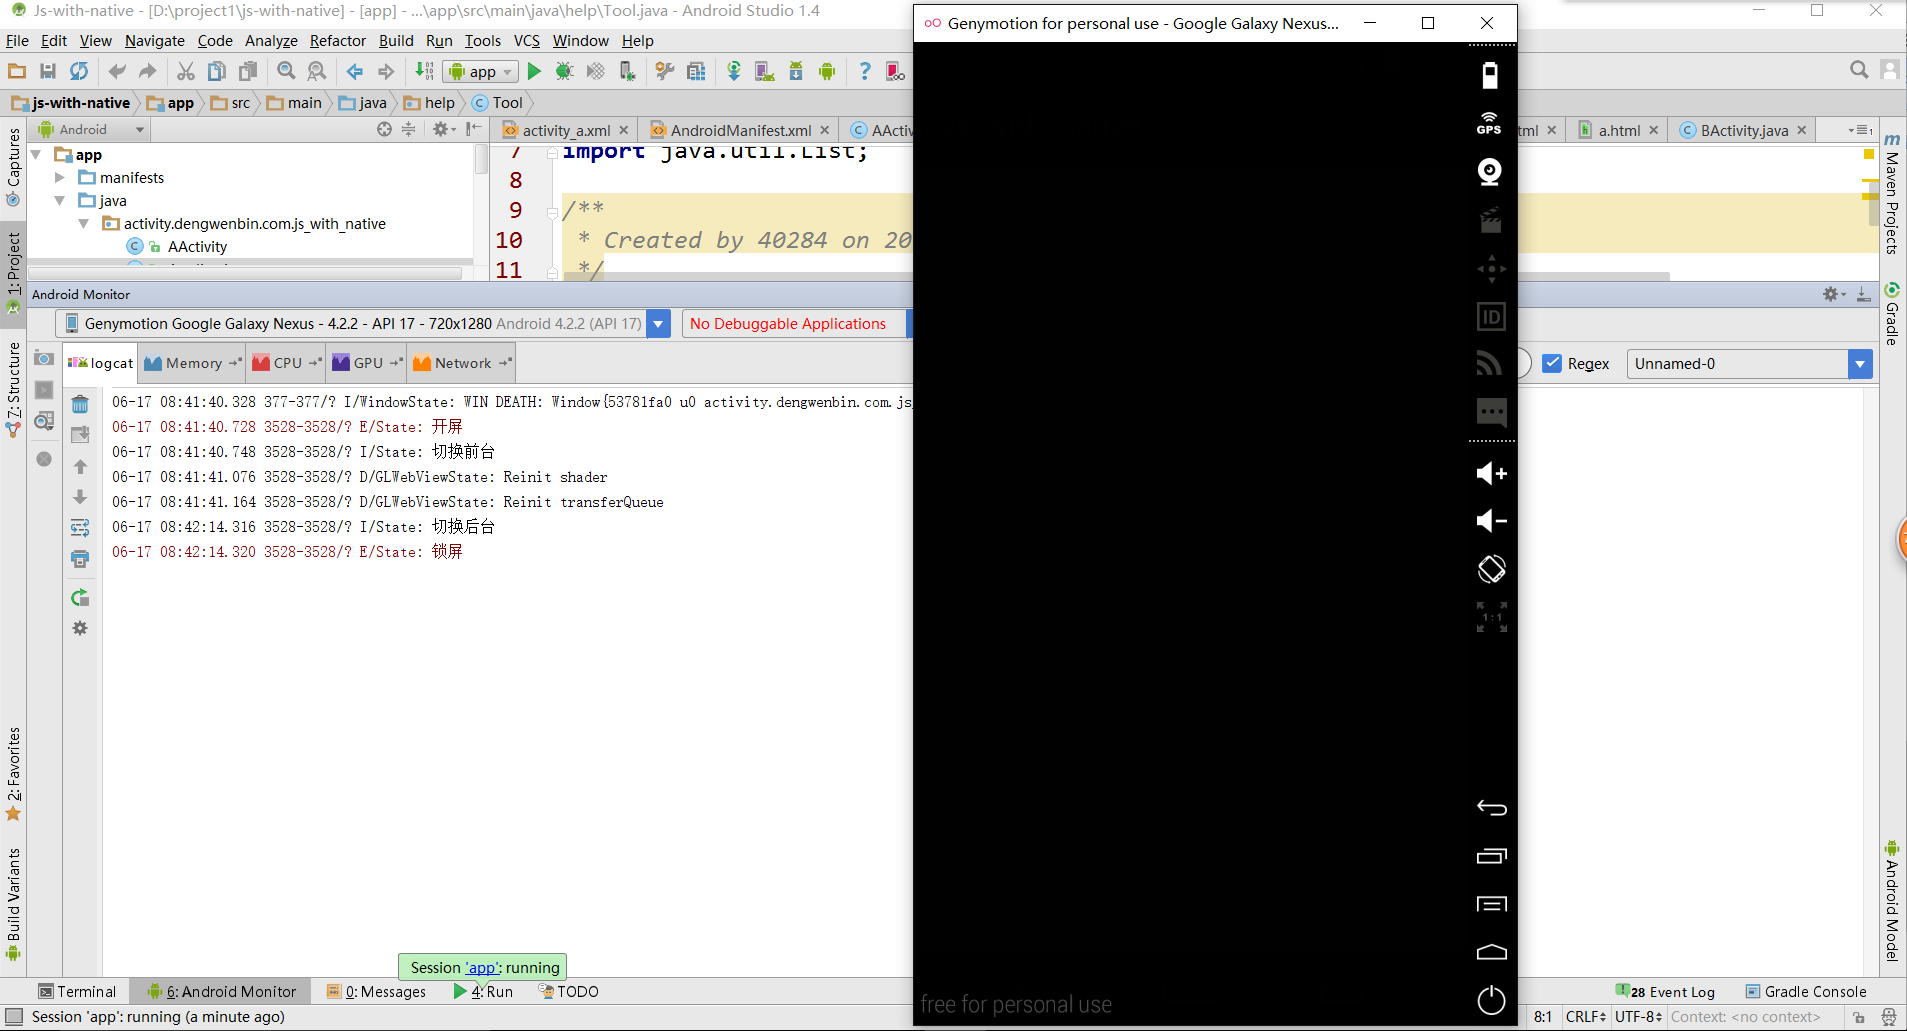 Js-with-native - [D:\project1\js-with-native] - [app] - ...\app\src\main\java\help\Tool.java - Android Studio 1.4
File Edit View Navigate Code Analyze Refactor Build Run Tools VCS Window Help
app
js-with-native app src main java help Tool
Android
activity_a.xml AndroidManifest.xml AActiv tml a.html BActivity.java
app
manifests
java
activity.dengwenbin.com.js_with_native
AActivity
7 import java.util.List;
8
9 /**
10 * Created by 40284 on 20
11 */
Android Monitor
Genymotion Google Galaxy Nexus - 4.2.2 - API 17 - 720x1280 Android 4.2.2 (API 17)
No Debuggable Applications
logcat Memory CPU GPU Network
Regex
Unnamed-0
06-17 08:41:40.328 377-377/? I/WindowState: WIN DEATH: Window{53781fa0 u0 activity.dengwenbin.com.js_
06-17 08:41:40.728 3528-3528/? E/State: 开屏
06-17 08:41:40.748 3528-3528/? I/State: 切换前台
06-17 08:41:41.076 3528-3528/? D/GLWebViewState: Reinit shader
06-17 08:41:41.164 3528-3528/? D/GLWebViewState: Reinit transferQueue
06-17 08:42:14.316 3528-3528/? I/State: 切换后台
06-17 08:42:14.320 3528-3528/? E/State: 锁屏
Captures
1: Project
7: Structure
2: Favorites
Build Variants
Genymotion for personal use - Google Galaxy Nexus...
GPS
ID
1:1
free for personal use
Maven Projects
Gradle
Android Model
Session 'app': running
Terminal 6: Android Monitor 0: Messages 4: Run TODO
28 Event Log Gradle Console
Session 'app': running (a minute ago)
8:1 CRLF UTF-8 Context: <no context>